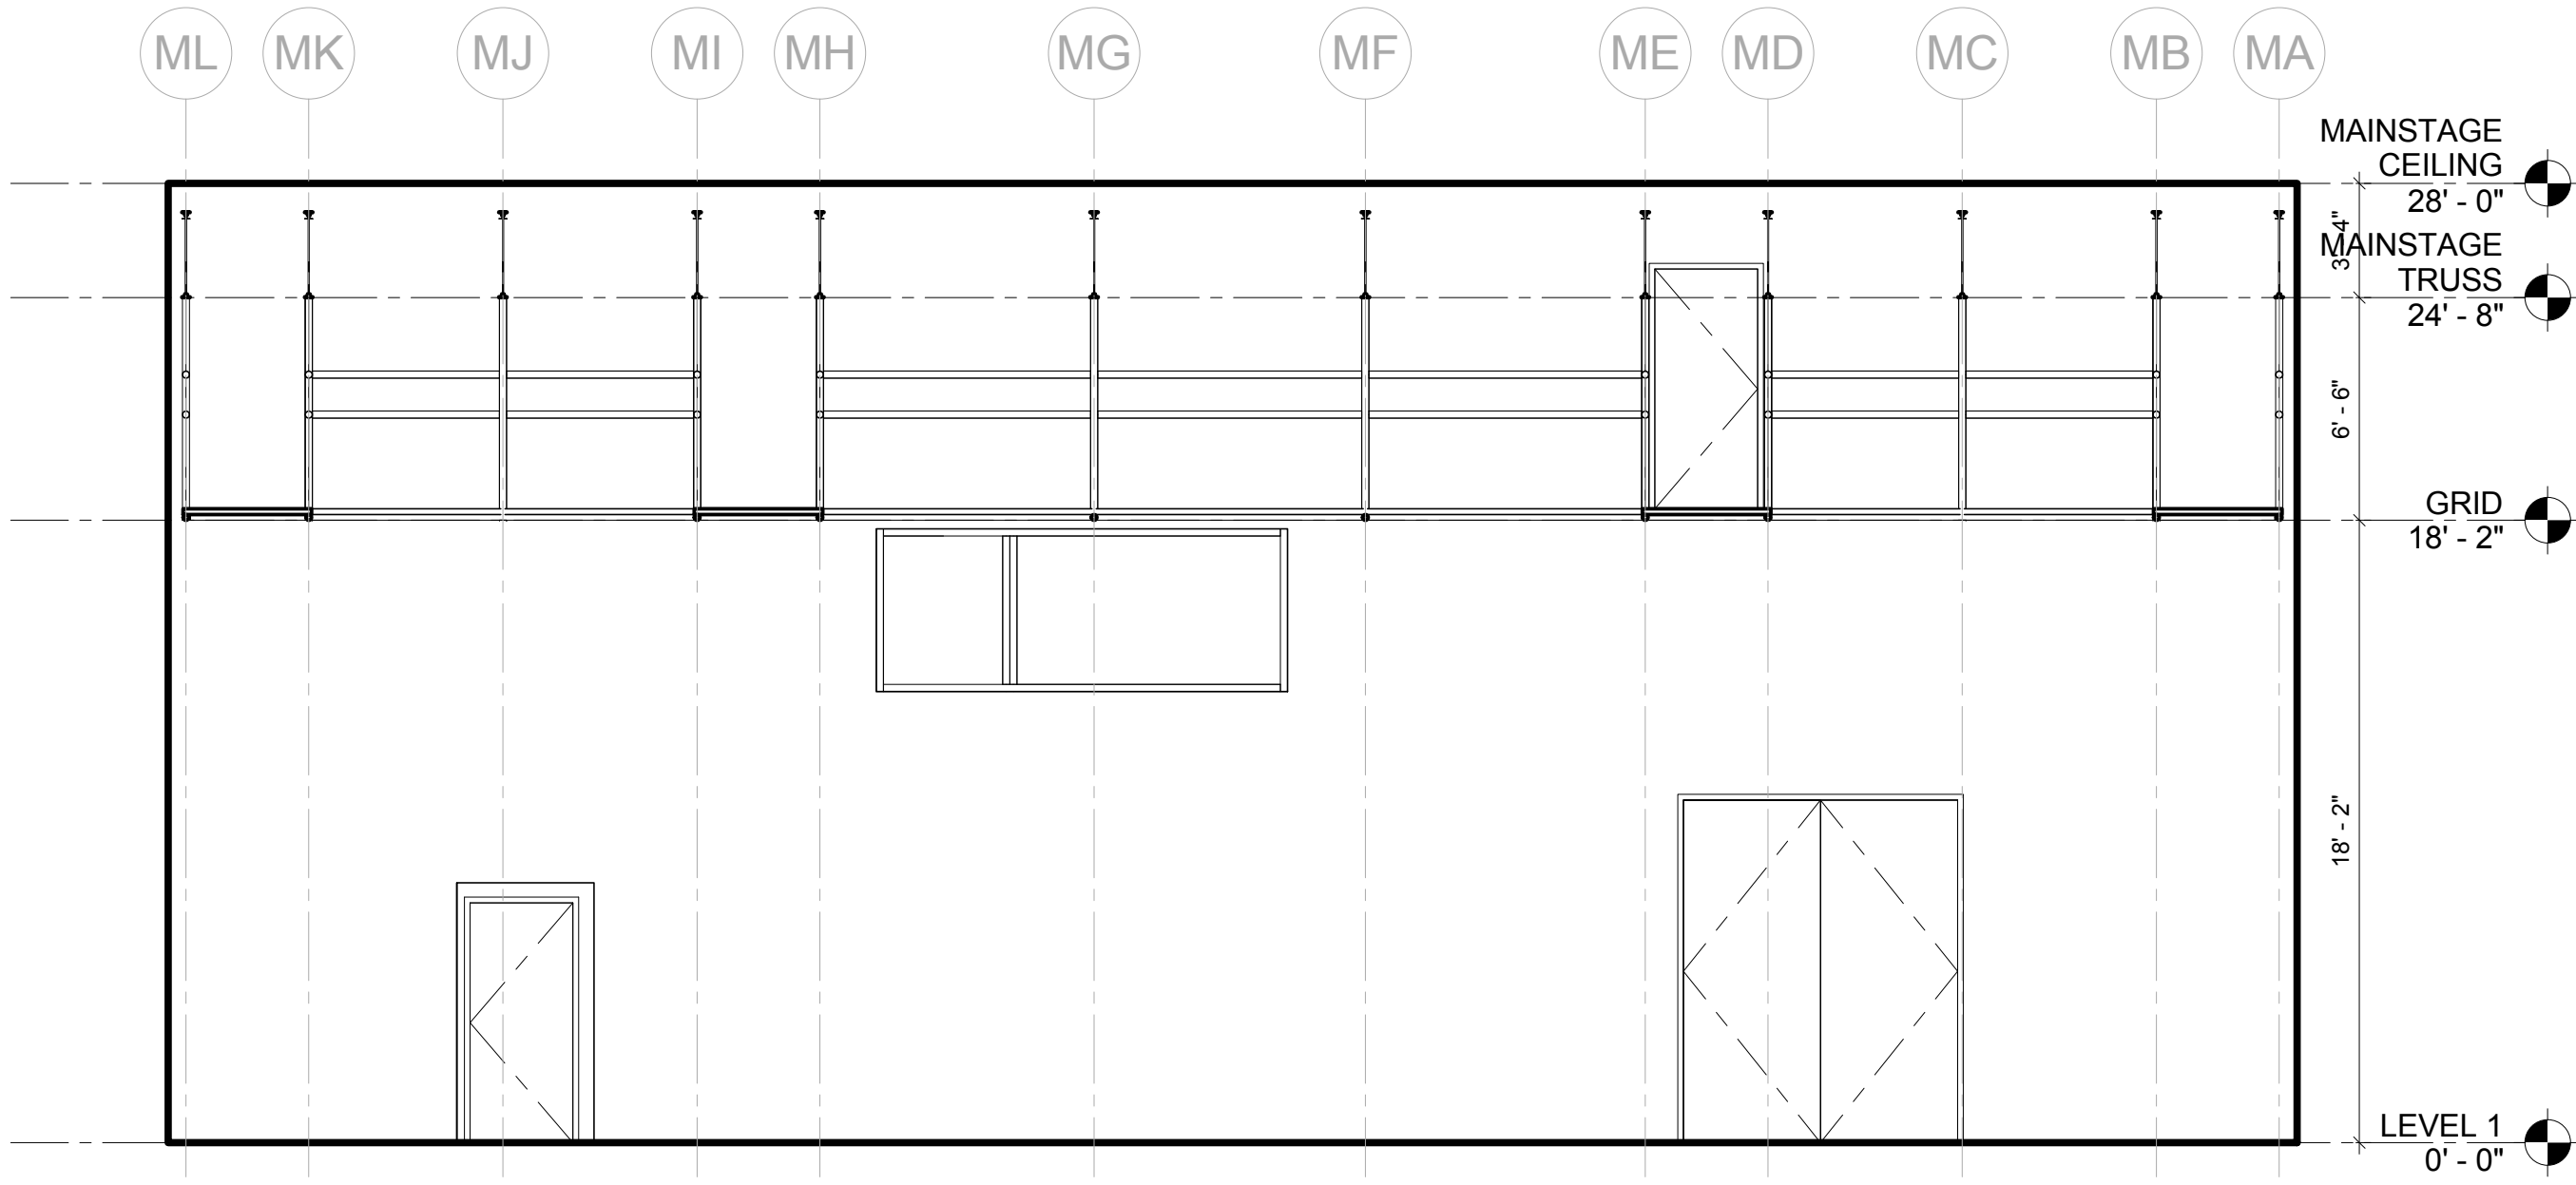 ML MK MJ MI MH MG MF ME MD MC MB MA
MAINSTAGE
CEILING
28' - 0"
3' - 4"
MAINSTAGE
TRUSS
24' - 8"
6' - 6"
GRID
18' - 2"
18' - 2"
LEVEL 1
0' - 0"